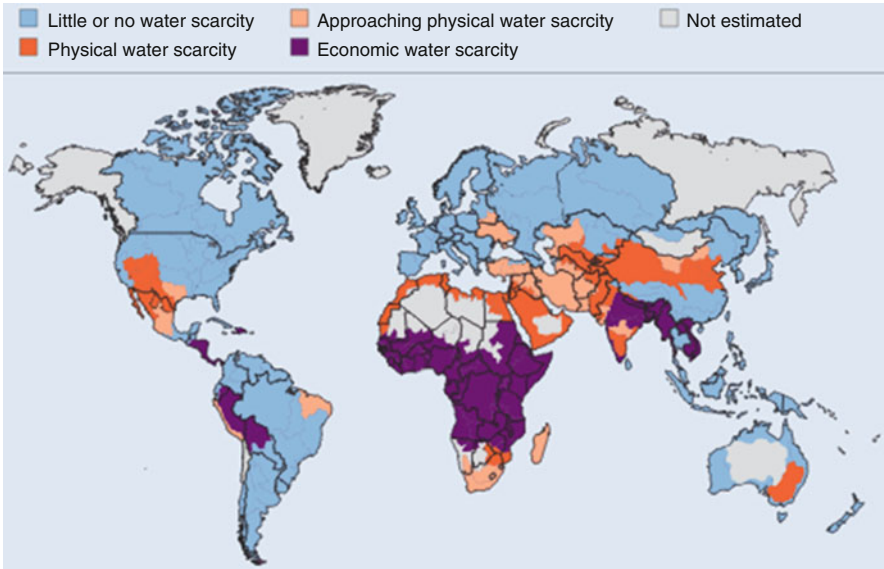 Little or no water scarcity
Approaching physical water sacrcity
Not estimated
Physical water scarcity
Economic water scarcity